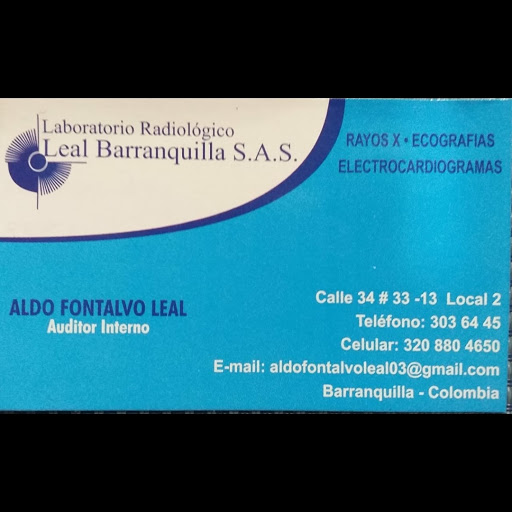 Laboratorio Radiológico
Leal Barranquilla S.A.S.
RAYOS X • ECOGRAFIAS
ELECTROCARDIOGRAMAS
ALDO FONTALVO LEAL
Auditor Interno
Calle 34 # 33 -13 Local 2
Teléfono: 303 64 45
Celular: 320 880 4650
E-mail: aldofontalvoleal03@gmail.com
Barranquilla - Colombia